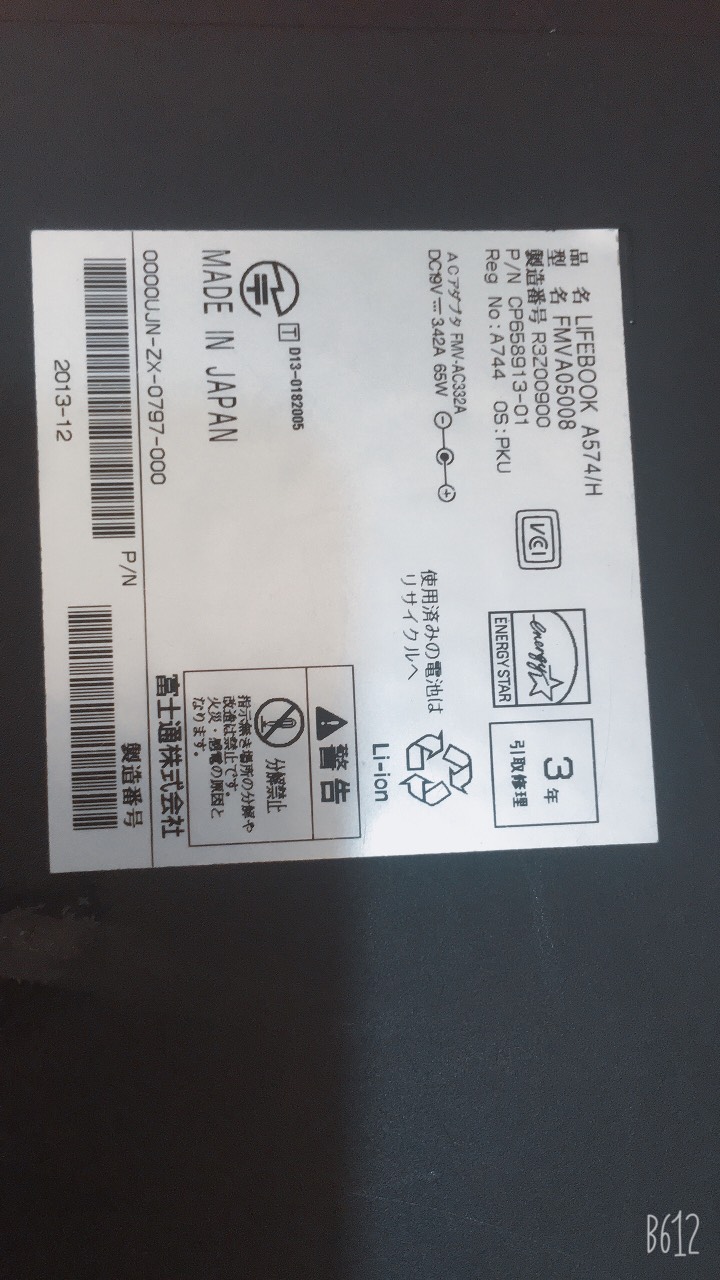 品 名 LIFEBOOK A574/H
型 名 FMVA05008
製造番号 R3Z00900
P/N CP658913-01
Reg No:A744 OS:PKU
VCI
energy
ENERGY STAR
3年
引取修理
ACアダプタ FMV-AC332A
DC19V 3.42A 65W
使用済みの電池は
リサイクルへ
Li-ion
T D13-0182005
MADE IN JAPAN
警告
分解禁止
指示無き場所の分解や
改造は禁止です。
火災・感電の原因と
なります。
0000UJN-ZX-0797-000
富士通株式会社
P/N
製造番号
2013-12
B612